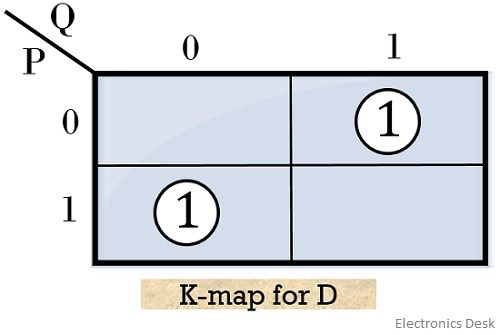 Q
P
0 1
0 1
1 1
K-map for D
Electronics Desk